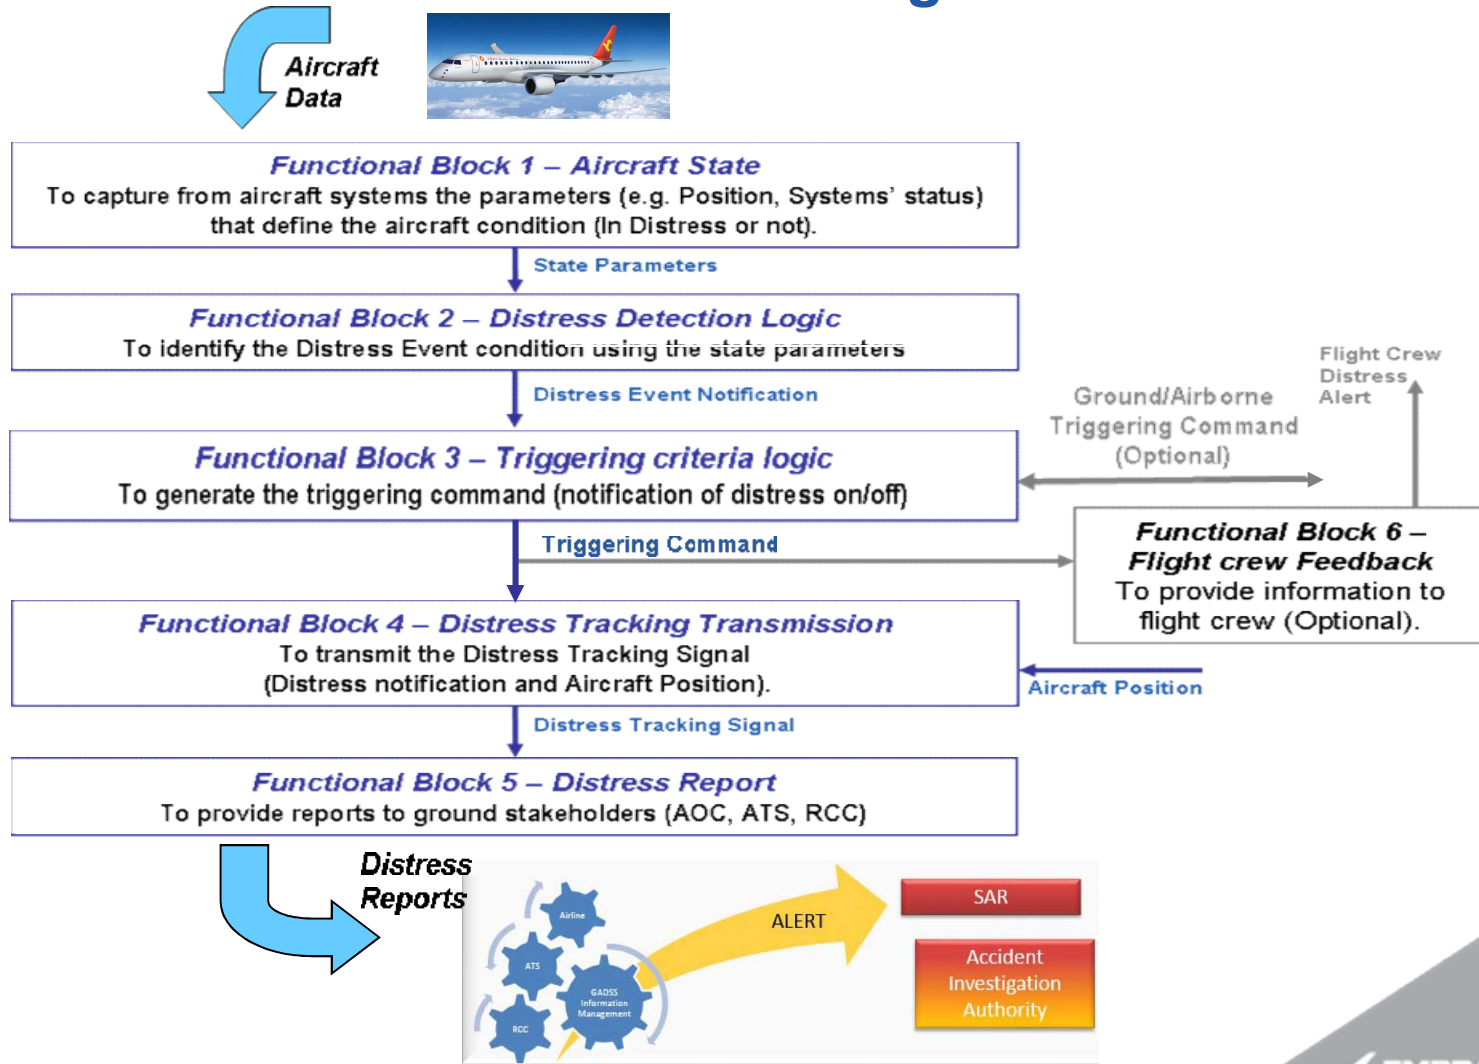 Aircraft
Data
Functional Block 1 – Aircraft State
To capture from aircraft systems the parameters (e.g. Position, Systems' status)
that define the aircraft condition (In Distress or not).
State Parameters
Functional Block 2 – Distress Detection Logic
To identify the Distress Event condition using the state parameters
Distress Event Notification
Flight Crew
Distress
Alert
Ground/Airborne
Triggering Command
(Optional)
Functional Block 3 – Triggering criteria logic
To generate the triggering command (notification of distress on/off)
Triggering Command
Functional Block 6 –
Flight crew Feedback
To provide information to
flight crew (Optional).
Functional Block 4 – Distress Tracking Transmission
To transmit the Distress Tracking Signal
(Distress notification and Aircraft Position).
Aircraft Position
Distress Tracking Signal
Functional Block 5 – Distress Report
To provide reports to ground stakeholders (AOC, ATS, RCC)
Distress
Reports
Airline
ATS
GADSS
Information
Management
RCC
ALERT
SAR
Accident
Investigation
Authority